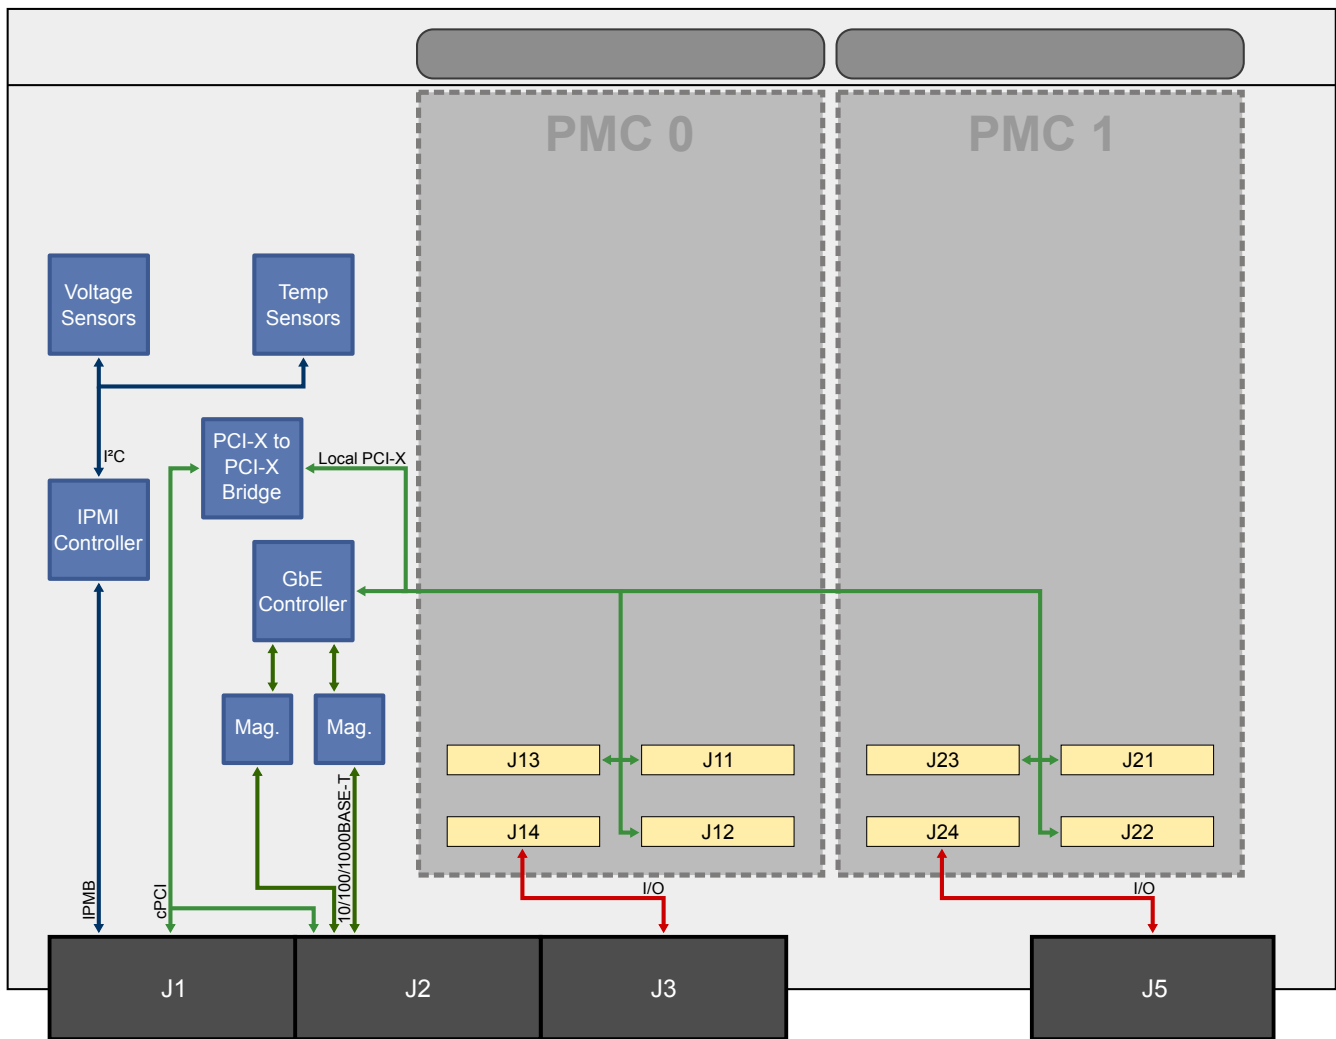 PMC 0
PMC 1
Voltage
Sensors
Temp
Sensors
PCI-X to
PCI-X
Bridge
Local PCI-X
I²C
IPMI
Controller
GbE
Controller
Mag.
Mag.
J13
J11
J23
J21
J14
J12
J24
J22
IPMB
cPCI
10/100/1000BASE-T
I/O
I/O
J1
J2
J3
J5